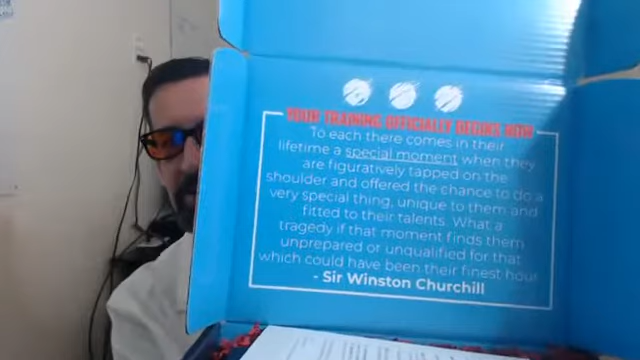 YOUR TRAINING OFFICIALLY BEGINS NOW
To each there comes in their
lifetime a special moment when they
are figuratively tapped on the
shoulder and offered the chance to do a
very special thing, unique to them and
fitted to their talents. What a
tragedy if that moment finds them
unprepared or unqualified for that
which could have been their finest hour.
- Sir Winston Churchill